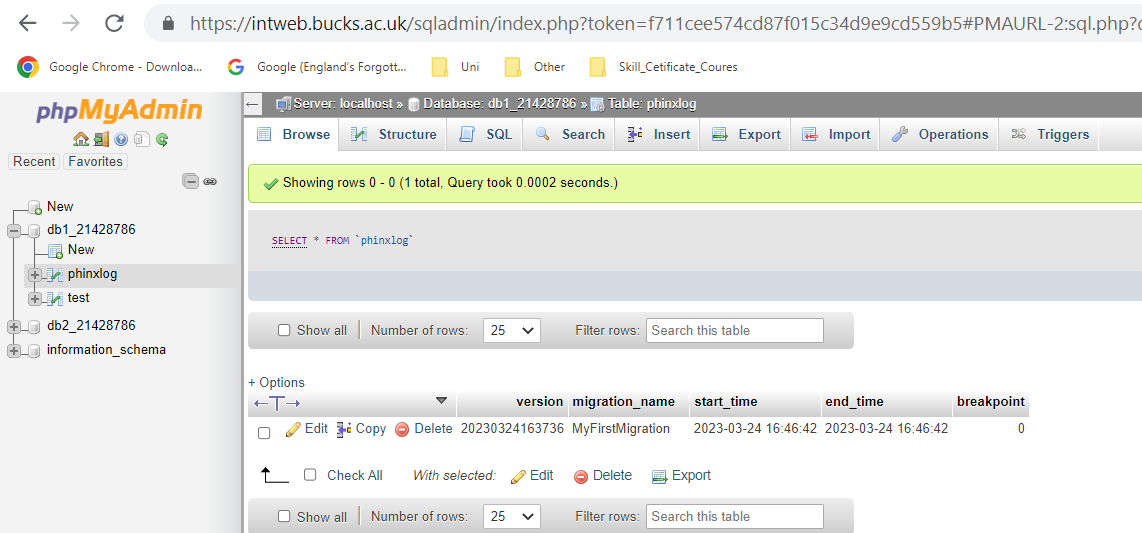 https://intweb.bucks.ac.uk/sqladmin/index.php?token=f711cee574cd87f015c34d9e9cd559b5#PMAURL-2:sql.php?
Google Chrome - Downloa... Google (England's Forgott... Uni Other Skill_Cetificate_Coures
phpMyAdmin
Recent Favorites
New
db1_21428786
New
phinxlog
test
db2_21428786
information_schema
Server: localhost » Database: db1_21428786 » Table: phinxlog
Browse Structure SQL Search Insert Export Import Operations Triggers
Showing rows 0 - 0 (1 total, Query took 0.0002 seconds.)
SELECT * FROM `phinxlog`
Show all Number of rows: 25 Filter rows: Search this table
+ Options
←T→ version migration_name start_time end_time breakpoint
Edit Copy Delete 20230324163736 MyFirstMigration 2023-03-24 16:46:42 2023-03-24 16:46:42 0
Check All With selected: Edit Delete Export
Show all Number of rows: 25 Filter rows: Search this table